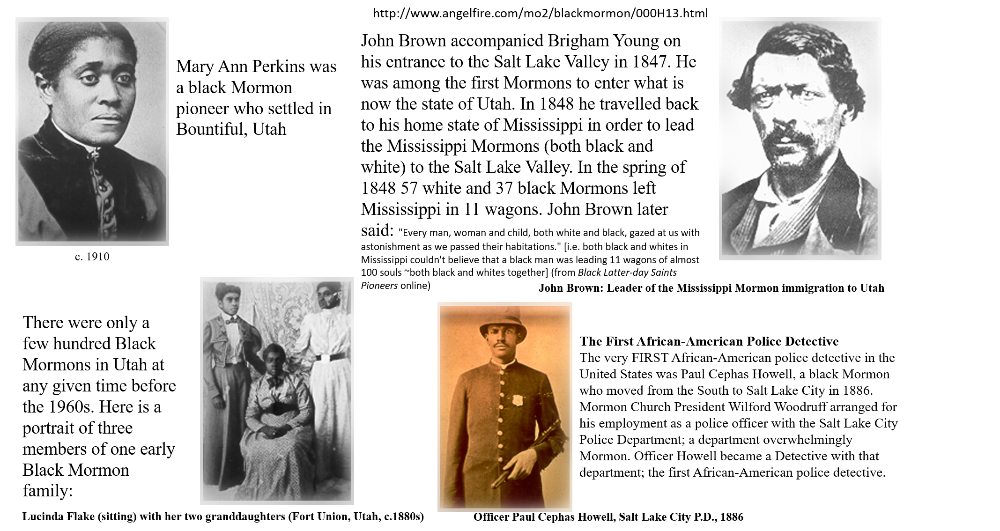 http://www.angelfire.com/mo2/blackmormon/000H13.html
Mary Ann Perkins was
a black Mormon
pioneer who settled in
Bountiful, Utah
c. 1910
John Brown accompanied Brigham Young on
his entrance to the Salt Lake Valley in 1847. He
was among the first Mormons to enter what is
now the state of Utah. In 1848 he travelled back
to his home state of Mississippi in order to lead
the Mississippi Mormons (both black and
white) to the Salt Lake Valley. In the spring of
1848 57 white and 37 black Mormons left
Mississippi in 11 wagons. John Brown later
said: "Every man, woman and child, both white and black, gazed at us with
astonishment as we passed their habitations." [i.e. both black and whites in
Mississippi couldn't believe that a black man was leading 11 wagons of almost
100 souls ~both black and whites together] (from Black Latter-day Saints
Pioneers online)
John Brown: Leader of the Mississippi Mormon immigration to Utah
There were only a
few hundred Black
Mormons in Utah at
any given time before
the 1960s. Here is a
portrait of three
members of one early
Black Mormon
family:
Lucinda Flake (sitting) with her two granddaughters (Fort Union, Utah, c.1880s)
The First African-American Police Detective
The very FIRST African-American police detective in the
United States was Paul Cephas Howell, a black Mormon
who moved from the South to Salt Lake City in 1886.
Mormon Church President Wilford Woodruff arranged for
his employment as a police officer with the Salt Lake City
Police Department; a department overwhelmingly
Mormon. Officer Howell became a Detective with that
department; the first African-American police detective.
Officer Paul Cephas Howell, Salt Lake City P.D., 1886